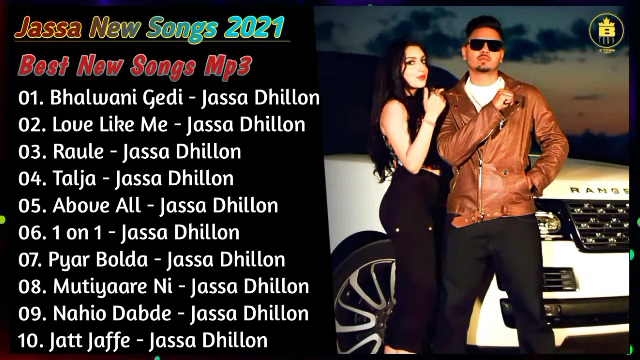 Jassa New Songs 2021
Best New Songs Mp3
01. Bhalwani Gedi - Jassa Dhillon
02. Love Like Me - Jassa Dhillon
03. Raule - Jassa Dhillon
04. Talja - Jassa Dhillon
05. Above All - Jassa Dhillon
06. 1 on 1 - Jassa Dhillon
07. Pyar Bolda - Jassa Dhillon
08. Mutiyaare Ni - Jassa Dhillon
09. Nahio Dabde - Jassa Dhillon
10. Jatt Jaffe - Jassa Dhillon
B
RANGE